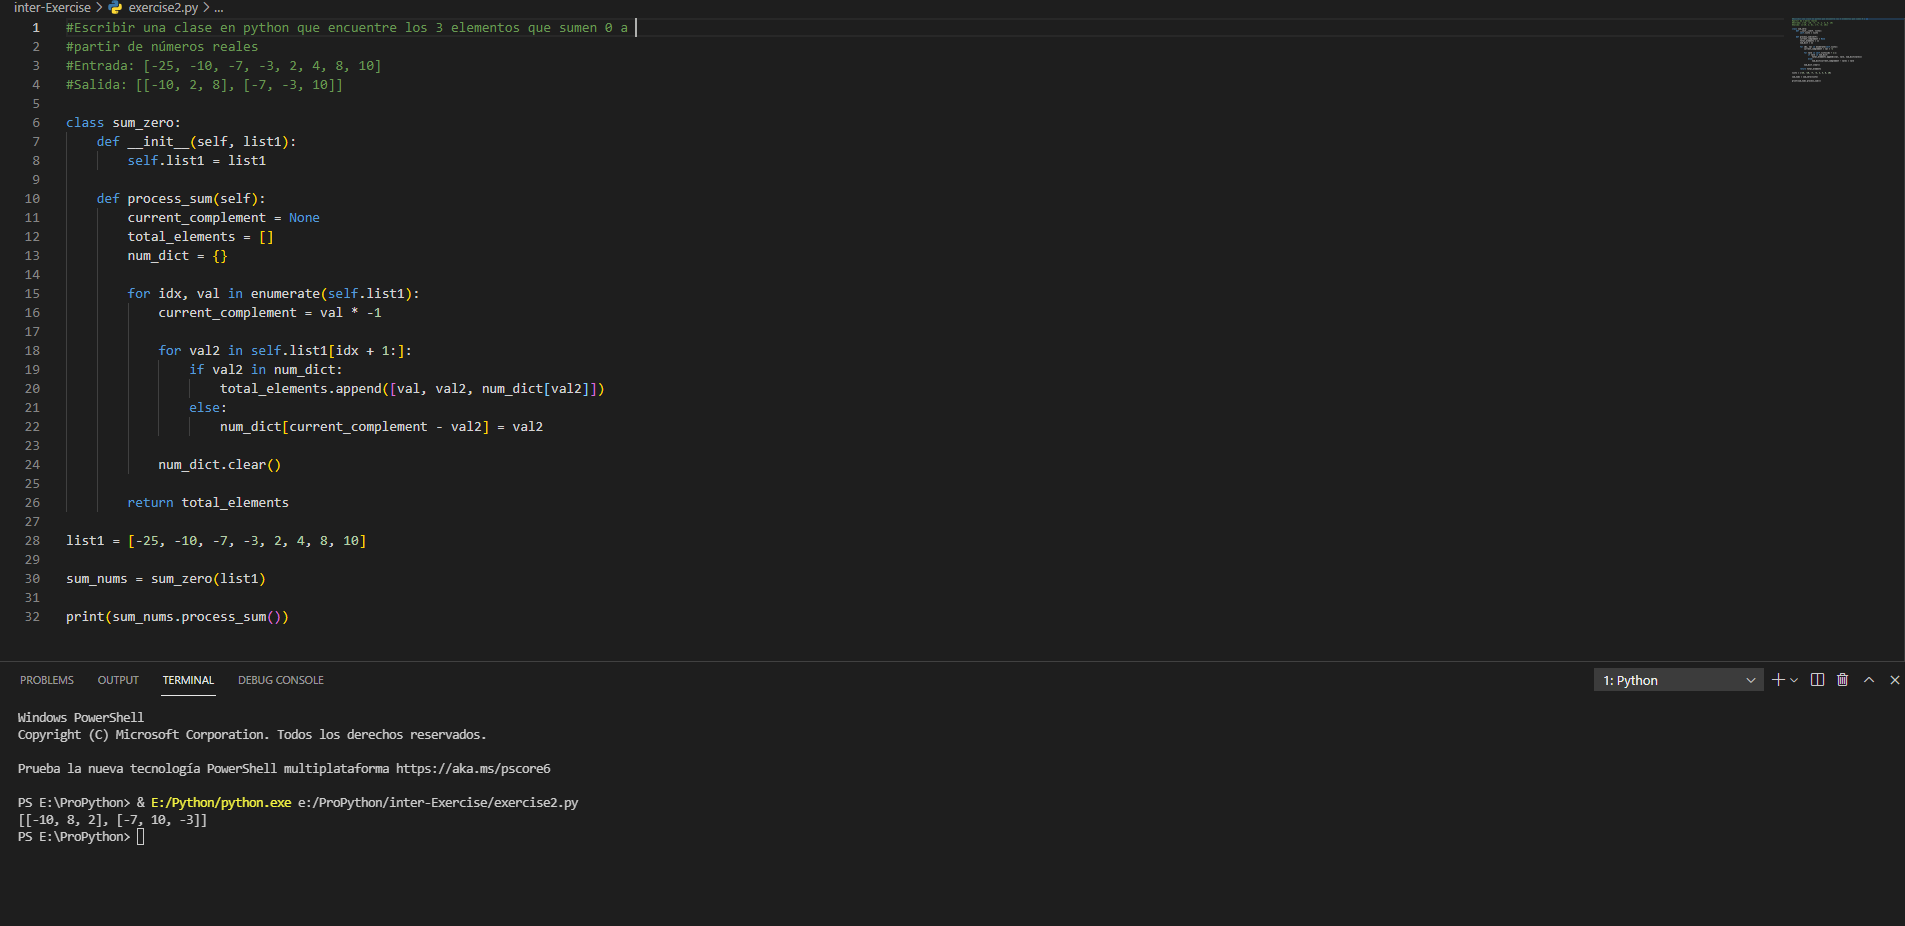 inter-Exercise > exercise2.py > ...
1 #Escribir una clase en python que encuentre los 3 elementos que sumen 0 a
2 #partir de números reales
3 #Entrada: [-25, -10, -7, -3, 2, 4, 8, 10]
4 #Salida: [[-10, 2, 8], [-7, -3, 10]]
5
6 class sum_zero:
7     def __init__(self, list1):
8         self.list1 = list1
9
10     def process_sum(self):
11         current_complement = None
12         total_elements = []
13         num_dict = {}
14
15         for idx, val in enumerate(self.list1):
16             current_complement = val * -1
17
18             for val2 in self.list1[idx + 1:]:
19                 if val2 in num_dict:
20                     total_elements.append([val, val2, num_dict[val2]])
21                 else:
22                     num_dict[current_complement - val2] = val2
23
24             num_dict.clear()
25
26         return total_elements
27
28 list1 = [-25, -10, -7, -3, 2, 4, 8, 10]
29
30 sum_nums = sum_zero(list1)
31
32 print(sum_nums.process_sum())
PROBLEMS OUTPUT TERMINAL DEBUG CONSOLE 1: Python
Windows PowerShell
Copyright (C) Microsoft Corporation. Todos los derechos reservados.
Prueba la nueva tecnología PowerShell multiplataforma https://aka.ms/pscore6
PS E:\ProPython> & E:/Python/python.exe e:/ProPython/inter-Exercise/exercise2.py
[[-10, 8, 2], [-7, 10, -3]]
PS E:\ProPython>